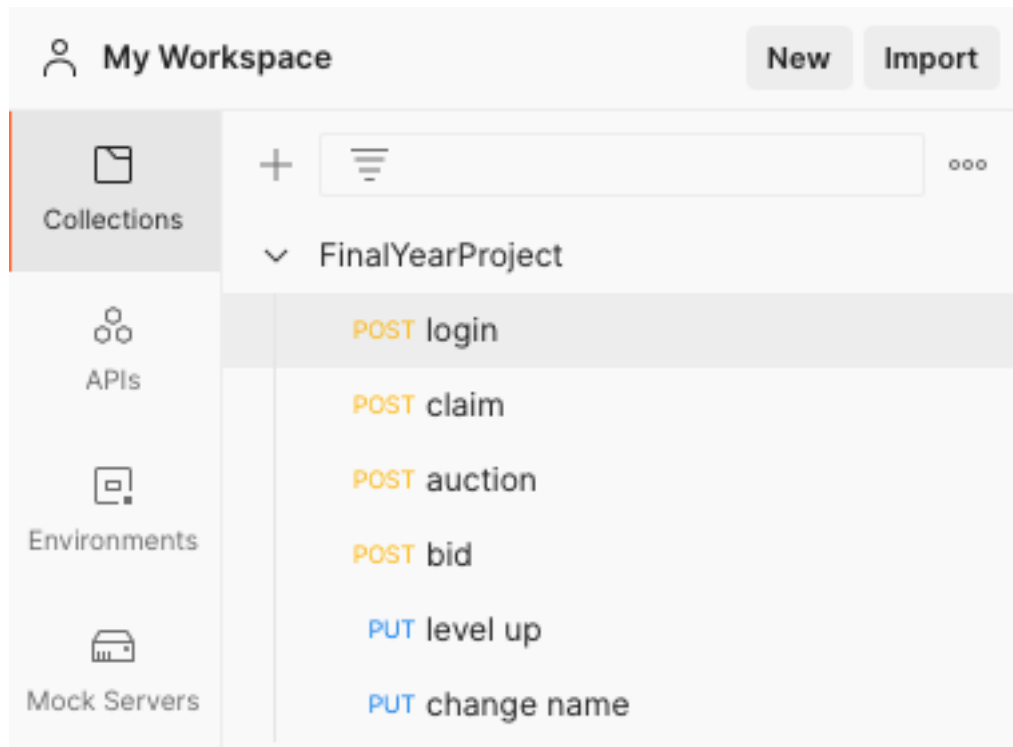 My Workspace New Import
Collections
FinalYearProject
POST login
APIs
POST claim
POST auction
Environments
POST bid
PUT level up
Mock Servers
PUT change name